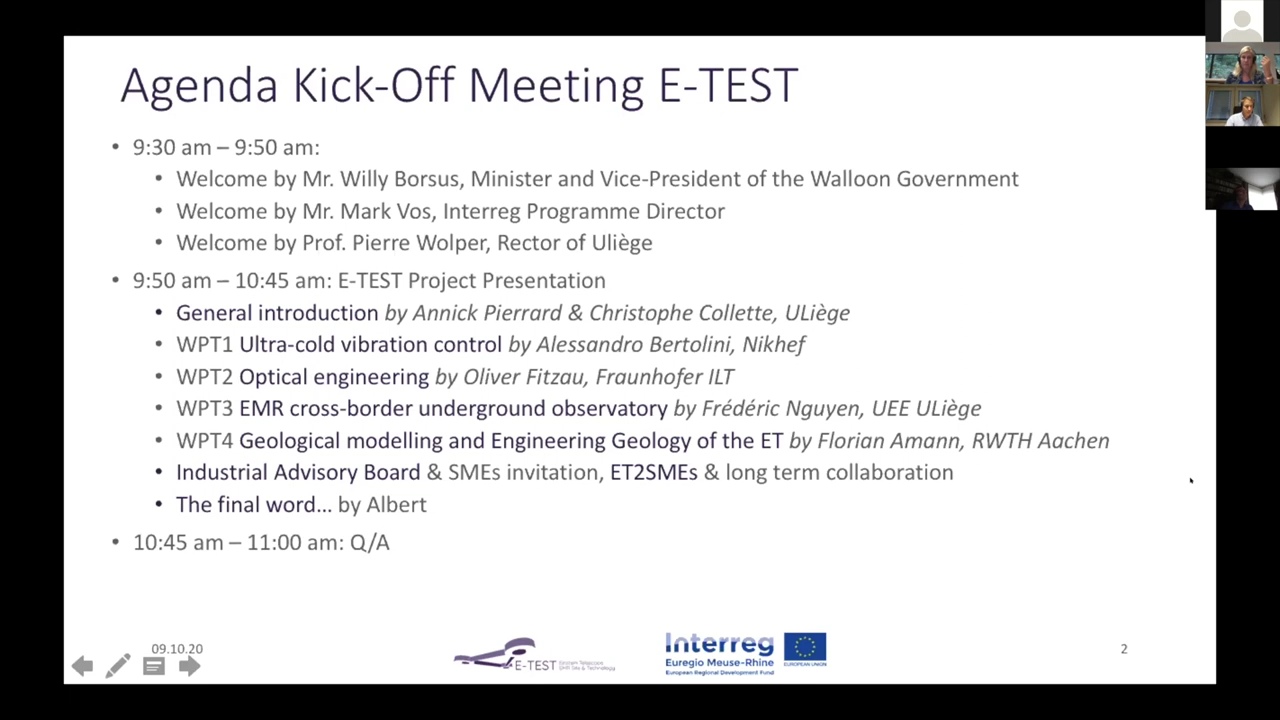 Agenda Kick-Off Meeting E-TEST
• 9:30 am – 9:50 am:
• Welcome by Mr. Willy Borsus, Minister and Vice-President of the Walloon Government
• Welcome by Mr. Mark Vos, Interreg Programme Director
• Welcome by Prof. Pierre Wolper, Rector of Uliège
• 9:50 am – 10:45 am: E-TEST Project Presentation
• General introduction by Annick Pierrard & Christophe Collette, ULiège
• WPT1 Ultra-cold vibration control by Alessandro Bertolini, Nikhef
• WPT2 Optical engineering by Oliver Fitzau, Fraunhofer ILT
• WPT3 EMR cross-border underground observatory by Frédéric Nguyen, UEE ULiège
• WPT4 Geological modelling and Engineering Geology of the ET by Florian Amann, RWTH Aachen
• Industrial Advisory Board & SMEs invitation, ET2SMEs & long term collaboration
• The final word... by Albert
• 10:45 am – 11:00 am: Q/A
09.10.20
E-TEST
Einstein Telescope
EMR Site & Technology
Interreg
Euregio Meuse-Rhine
European Regional Development Fund
EUROPEAN UNION
2